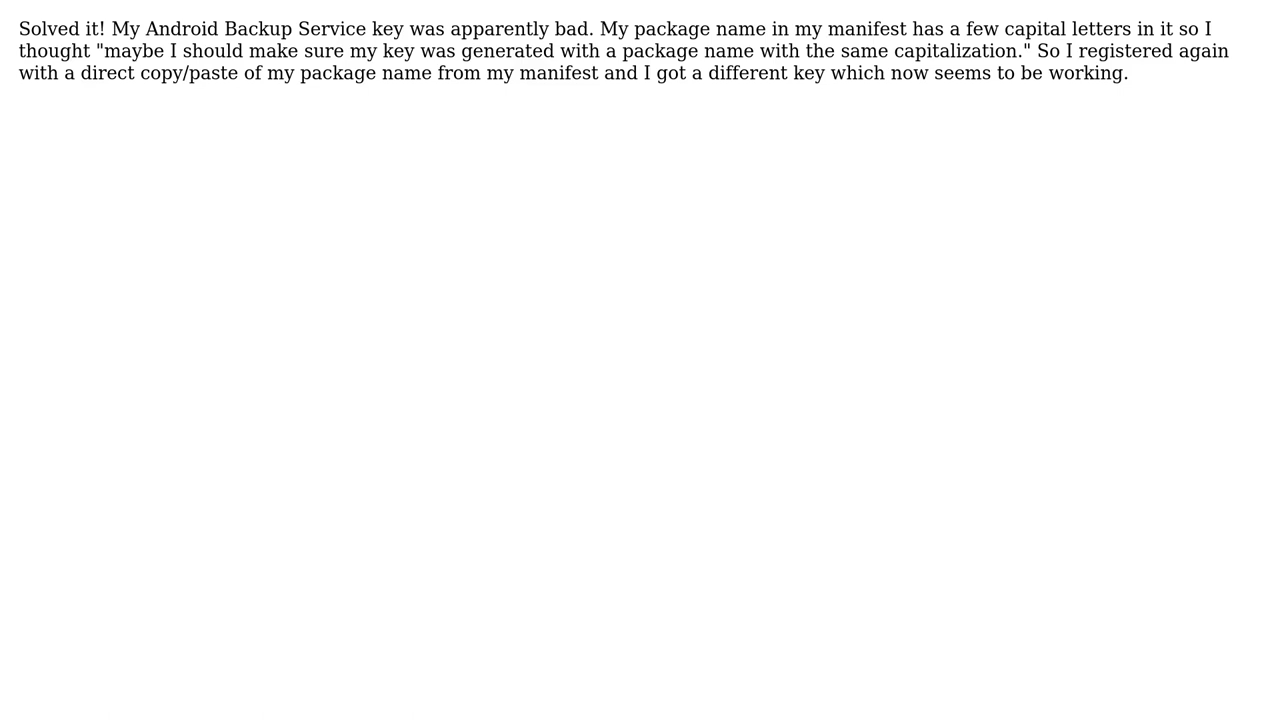 Solved it! My Android Backup Service key was apparently bad. My package name in my manifest has a few capital letters in it so I
thought "maybe I should make sure my key was generated with a package name with the same capitalization." So I registered again
with a direct copy/paste of my package name from my manifest and I got a different key which now seems to be working.